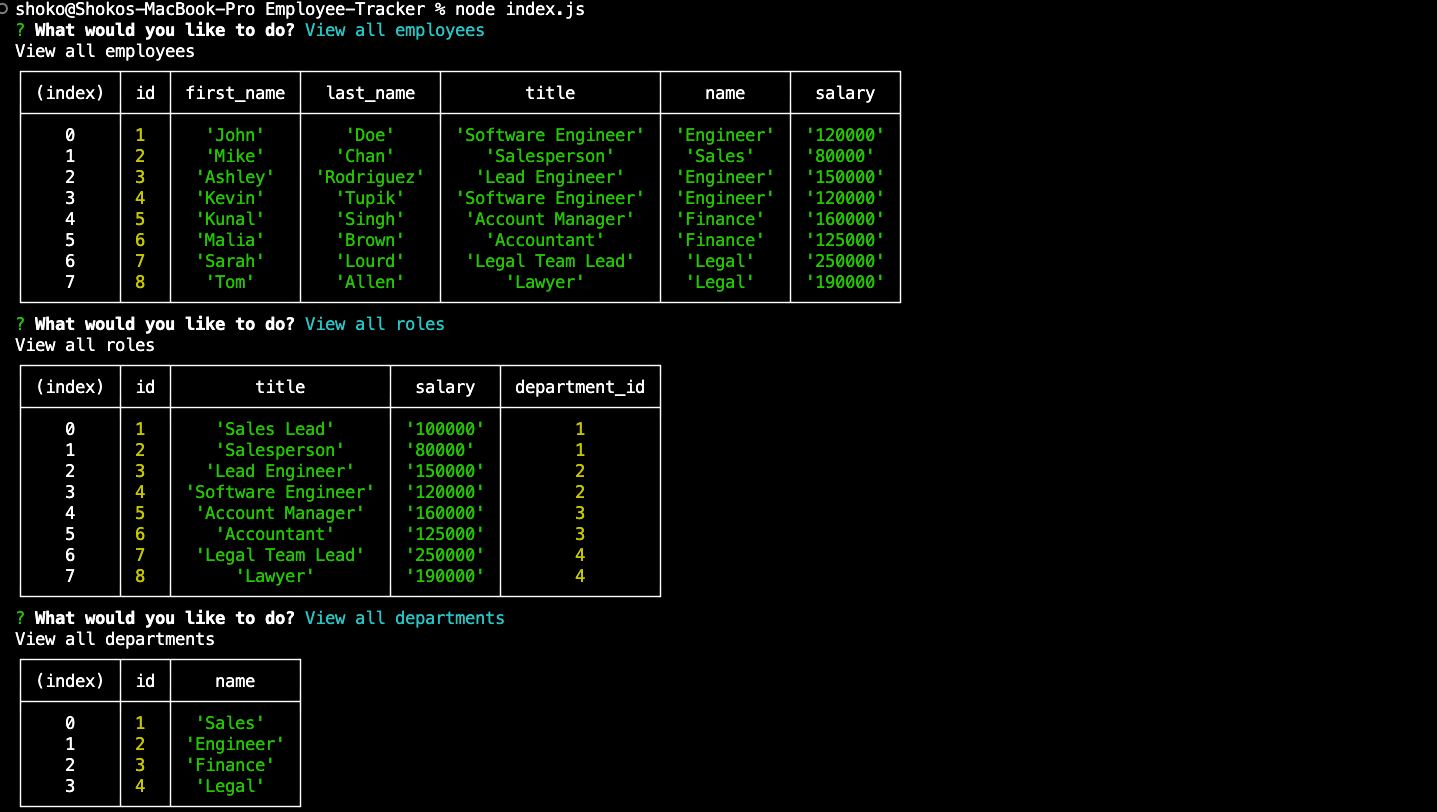 shoko@Shokos-MacBook-Pro Employee-Tracker % node index.js
? What would you like to do? View all employees
View all employees
(index) id first_name last_name title name salary
0 1 'John' 'Doe' 'Software Engineer' 'Engineer' '120000'
1 2 'Mike' 'Chan' 'Salesperson' 'Sales' '80000'
2 3 'Ashley' 'Rodriguez' 'Lead Engineer' 'Engineer' '150000'
3 4 'Kevin' 'Tupik' 'Software Engineer' 'Engineer' '120000'
4 5 'Kunal' 'Singh' 'Account Manager' 'Finance' '160000'
5 6 'Malia' 'Brown' 'Accountant' 'Finance' '125000'
6 7 'Sarah' 'Lourd' 'Legal Team Lead' 'Legal' '250000'
7 8 'Tom' 'Allen' 'Lawyer' 'Legal' '190000'
? What would you like to do? View all roles
View all roles
(index) id title salary department_id
0 1 'Sales Lead' '100000' 1
1 2 'Salesperson' '80000' 1
2 3 'Lead Engineer' '150000' 2
3 4 'Software Engineer' '120000' 2
4 5 'Account Manager' '160000' 3
5 6 'Accountant' '125000' 3
6 7 'Legal Team Lead' '250000' 4
7 8 'Lawyer' '190000' 4
? What would you like to do? View all departments
View all departments
(index) id name
0 1 'Sales'
1 2 'Engineer'
2 3 'Finance'
3 4 'Legal'